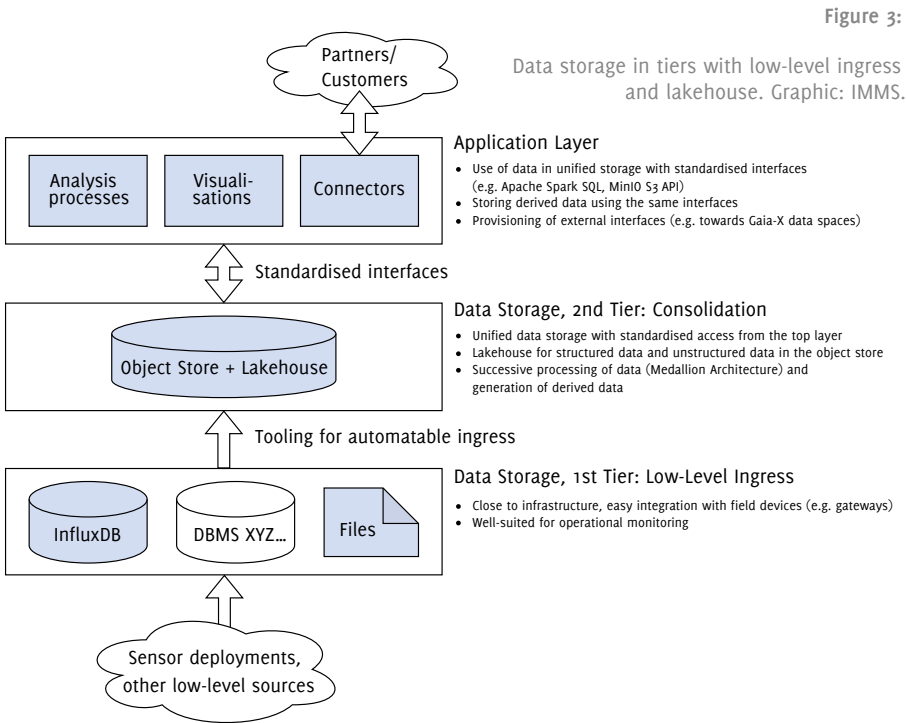 Figure 3:
Data storage in tiers with low-level ingress
and lakehouse. Graphic: IMMS.
Partners/
Customers
Application Layer
• Use of data in unified storage with standardised interfaces
(e.g. Apache Spark SQL, MinIO S3 API)
• Storing derived data using the same interfaces
• Provisioning of external interfaces (e.g. towards Gaia-X data spaces)
Analysis
processes
Visuali-
sations
Connectors
Standardised interfaces
Data Storage, 2nd Tier: Consolidation
• Unified data storage with standardised access from the top layer
• Lakehouse for structured data and unstructured data in the object store
• Successive processing of data (Medallion Architecture) and
generation of derived data
Object Store + Lakehouse
Tooling for automatable ingress
Data Storage, 1st Tier: Low-Level Ingress
• Close to infrastructure, easy integration with field devices (e.g. gateways)
• Well-suited for operational monitoring
InfluxDB
DBMS XYZ...
Files
Sensor deployments,
other low-level sources